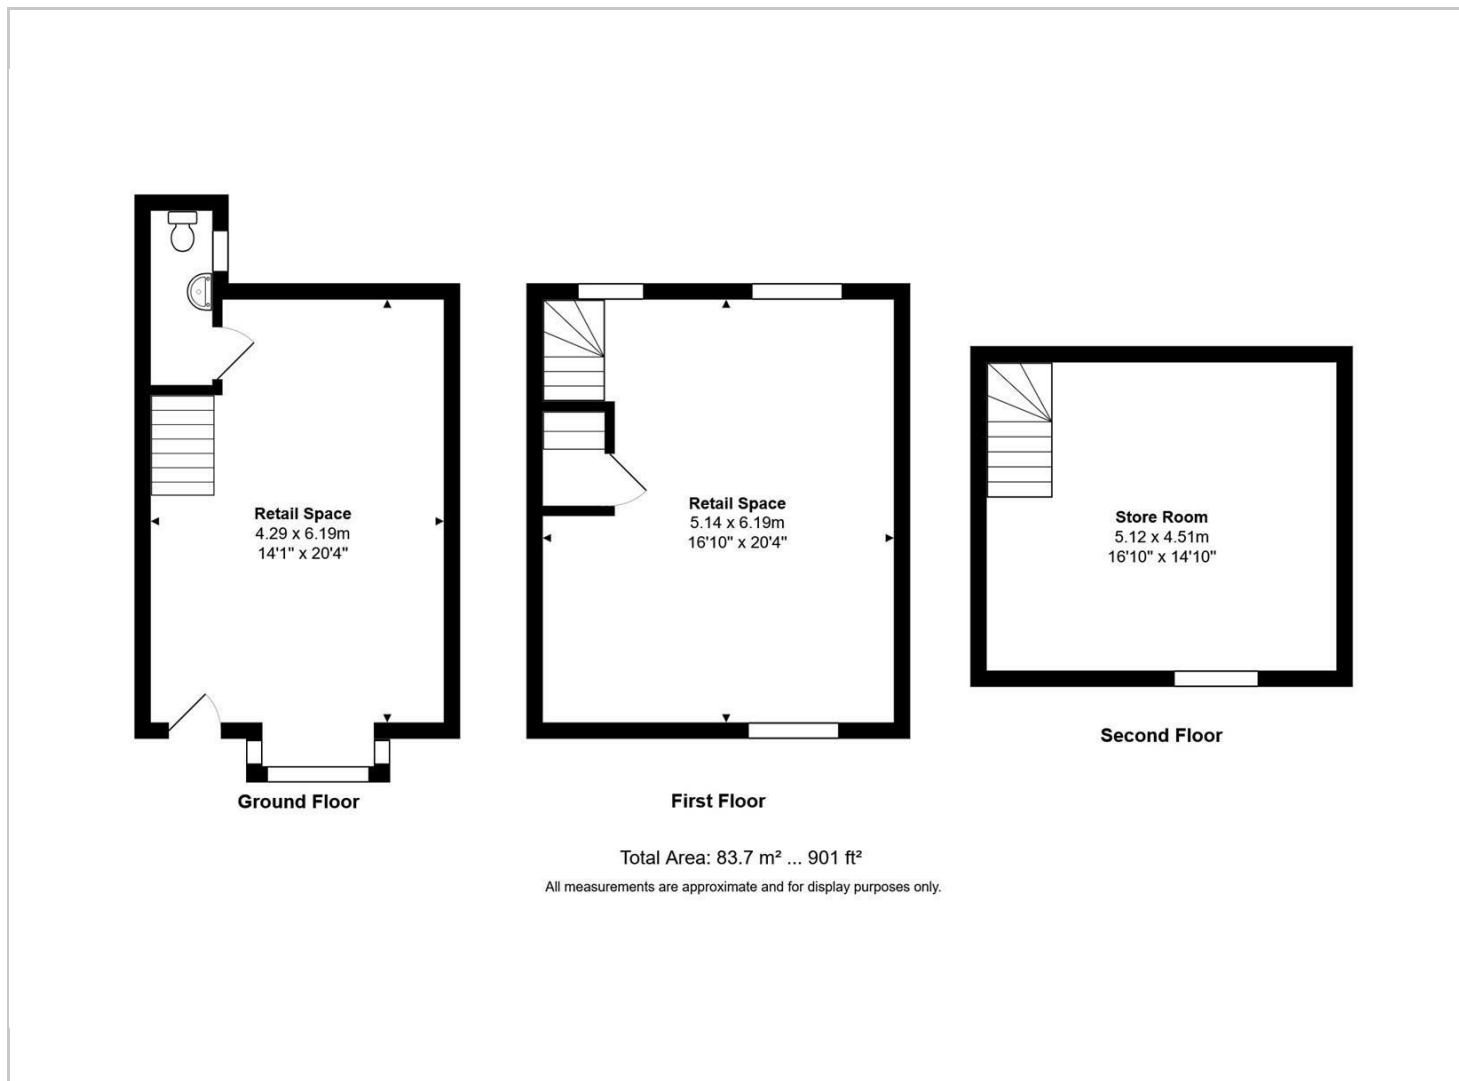 Retail Space
4.29 x 6.19m
14'1" x 20'4"
Ground Floor
Retail Space
5.14 x 6.19m
16'10" x 20'4"
First Floor
Store Room
5.12 x 4.51m
16'10" x 14'10"
Second Floor
Total Area: 83.7 m² ... 901 ft²
All measurements are approximate and for display purposes only.